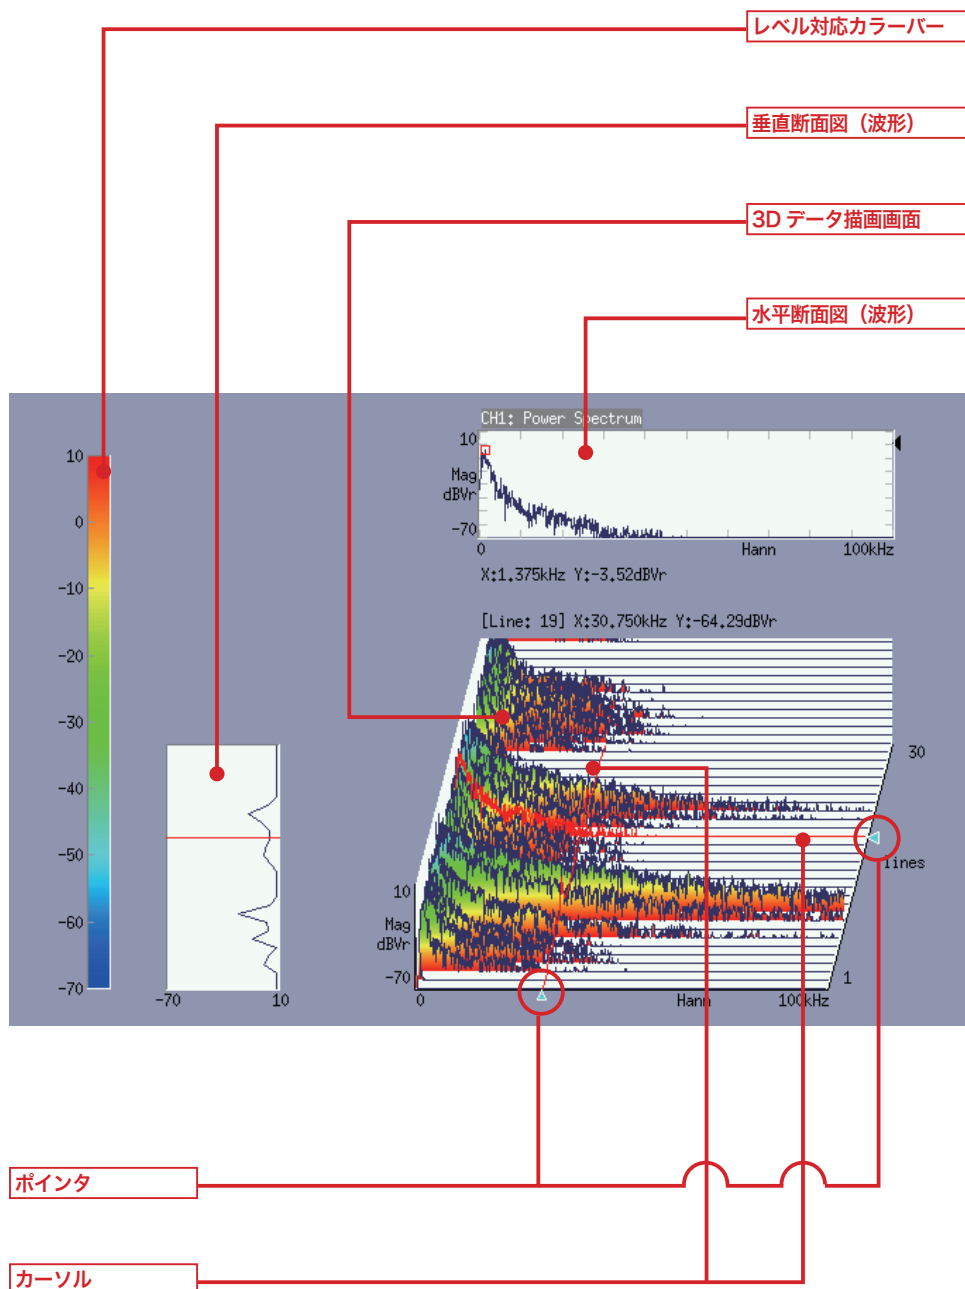 レベル対応カラーバー
垂直断面図（波形）
3D データ描画画面
水平断面図（波形）
CH1: Power Spectrum
10
Mag
dBVr
-70
0 Hann 100kHz
X:1.375kHz Y:-3.52dBVr
[Line: 19] X:30.750kHz Y:-64.29dBVr
10
0
-10
-20
-30
-40
-50
-60
-70
-70 10
30
lines
1
10
Mag
dBVr
-70
0 Hann 100kHz
ポインタ
カーソル